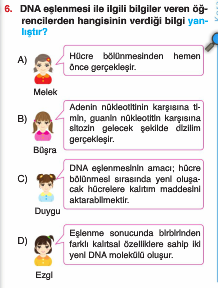 6. DNA eşlenmesi ile ilgili bilgiler veren öğ-
rencilerden hangisinin verdiği bilgi yan-
lıştır?
A)
Hücre bölünmesinden hemen
önce gerçekleşir.
Melek
B)
Adenin nükleotitinin karşısına ti-
min, guanin nükleotitin karşısına
sitozin gelecek şekilde dizilim
gerçekleşir.
Büşra
C)
DNA eşlenmesinin amacı; hücre
bölünmesi sırasında yeni oluşa-
cak hücrelere kalıtım maddesini
aktarabilmektir.
Duygu
D)
Eşlenme sonucunda birbirinden
farklı kalıtsal özelliklere sahip iki
yeni DNA molekülü oluşur.
Ezgi